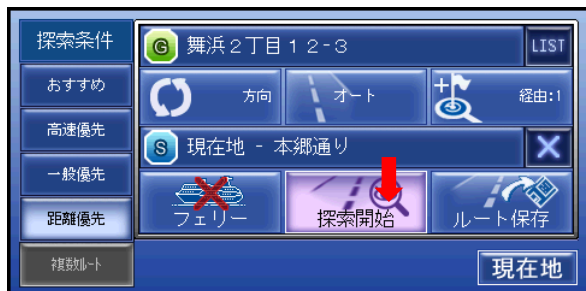 探索条件
おすすめ
高速優先
一般優先
距離優先
複数ルート
G 舞浜2丁目12-3 LIST
方向
オート
経由:1
S 現在地 - 本郷通り
フェリー
探索開始
ルート保存
現在地